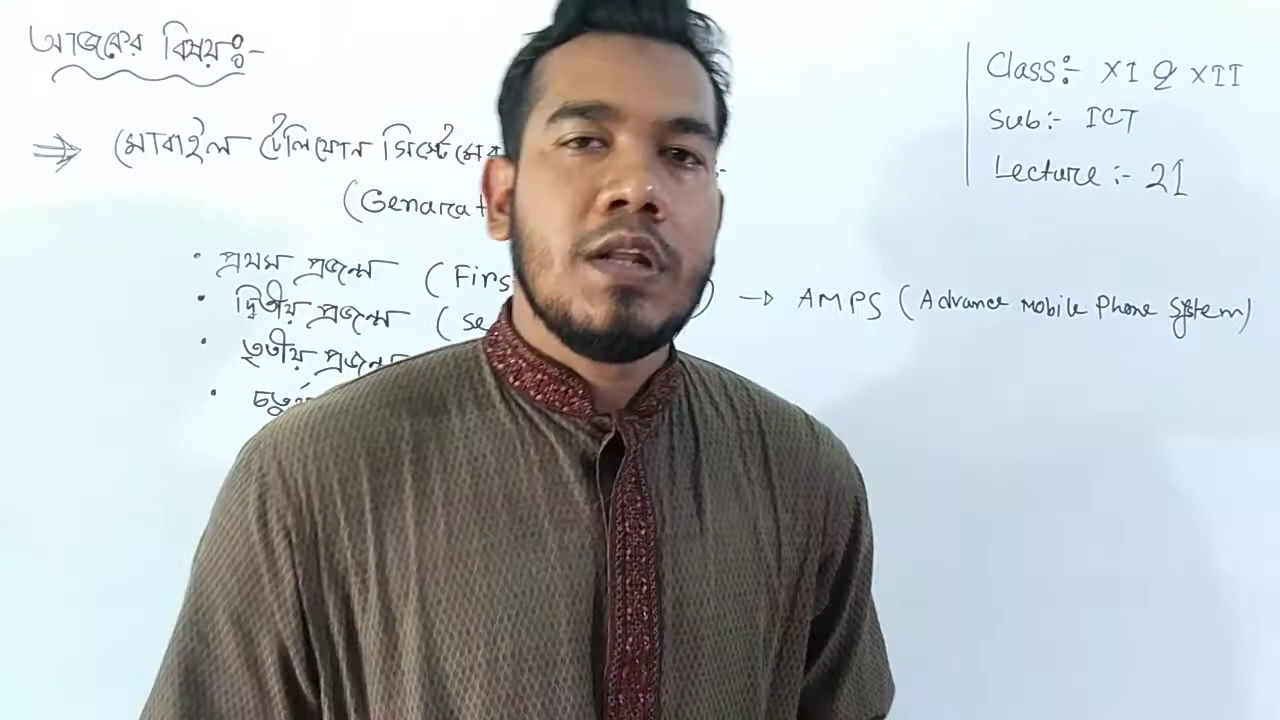 আজকের বিষয়ঃ-
Class:- XI & XII
Sub:- ICT
Lecture:- 21
⇒ মোবাইল টেলিফোন সিস্টেমের
(Genarat
• প্রথম প্রজন্ম (Firs ) → AMPS (Advance Mobile Phone System)
• দ্বিতীয় প্রজন্ম (Se
• তৃতীয় প্রজন্ম
• চতুর্থ